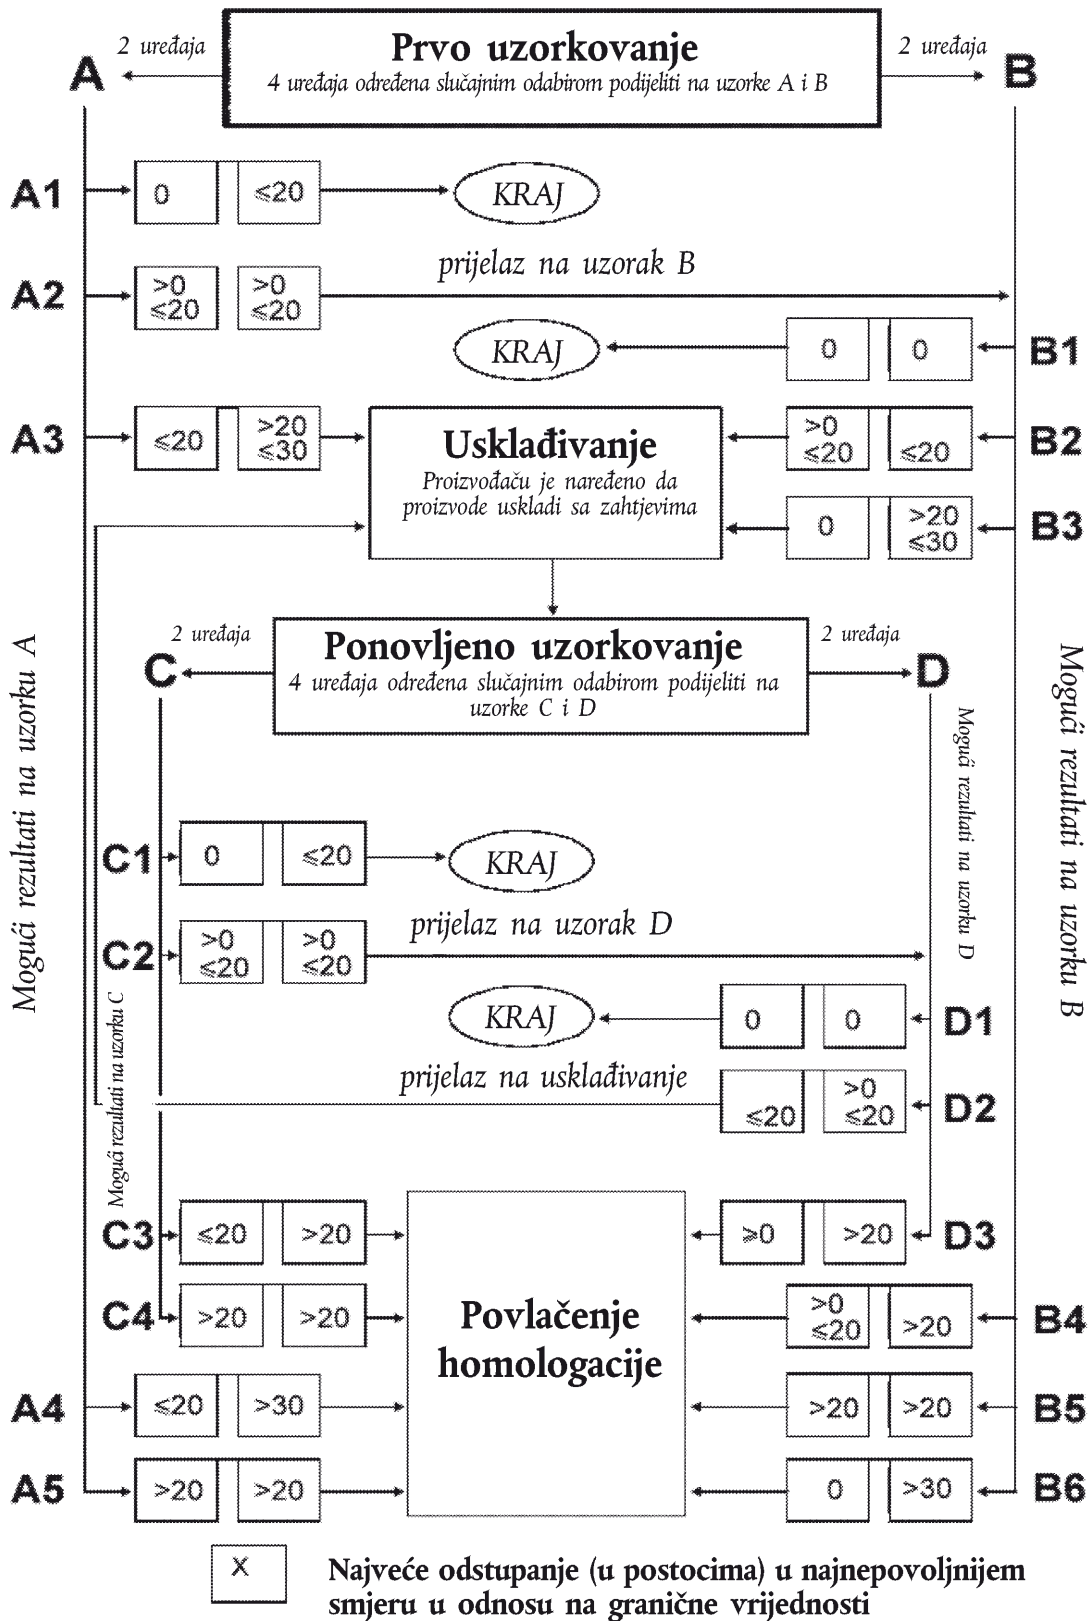 Prvo uzorkovanje
4 uređaja određena slučajnim odabirom podijeliti na uzorke A i B
2 uređaja
2 uređaja
A
B
A1
0
≤20
KRAJ
A2
>0
≤20
>0
≤20
prijelaz na uzorak B
KRAJ
0
0
B1
A3
≤20
>20
≤30
Usklađivanje
Proizvođaču je naređeno da
proizvode uskladi sa zahtjevima
>0
≤20
≤20
B2
0
>20
≤30
B3
Mogući rezultati na uzorku A
Mogući rezultati na uzorku B
2 uređaja
2 uređaja
C
D
Ponovljeno uzorkovanje
4 uređaja određena slučajnim odabirom podijeliti na
uzorke C i D
Mogući rezultati na uzorku D
C1
0
≤20
KRAJ
C2
>0
≤20
>0
≤20
prijelaz na uzorak D
Mogući rezultati na uzorku C
KRAJ
0
0
D1
prijelaz na usklađivanje
≤20
>0
≤20
D2
C3
≤20
>20
≥0
>20
D3
C4
>20
>20
Povlačenje
homologacije
>0
≤20
>20
B4
A4
≤20
>30
>20
>20
B5
A5
>20
>20
0
>30
B6
X
Najveće odstupanje (u postocima) u najnepovoljnijem
smjeru u odnosu na granične vrijednosti